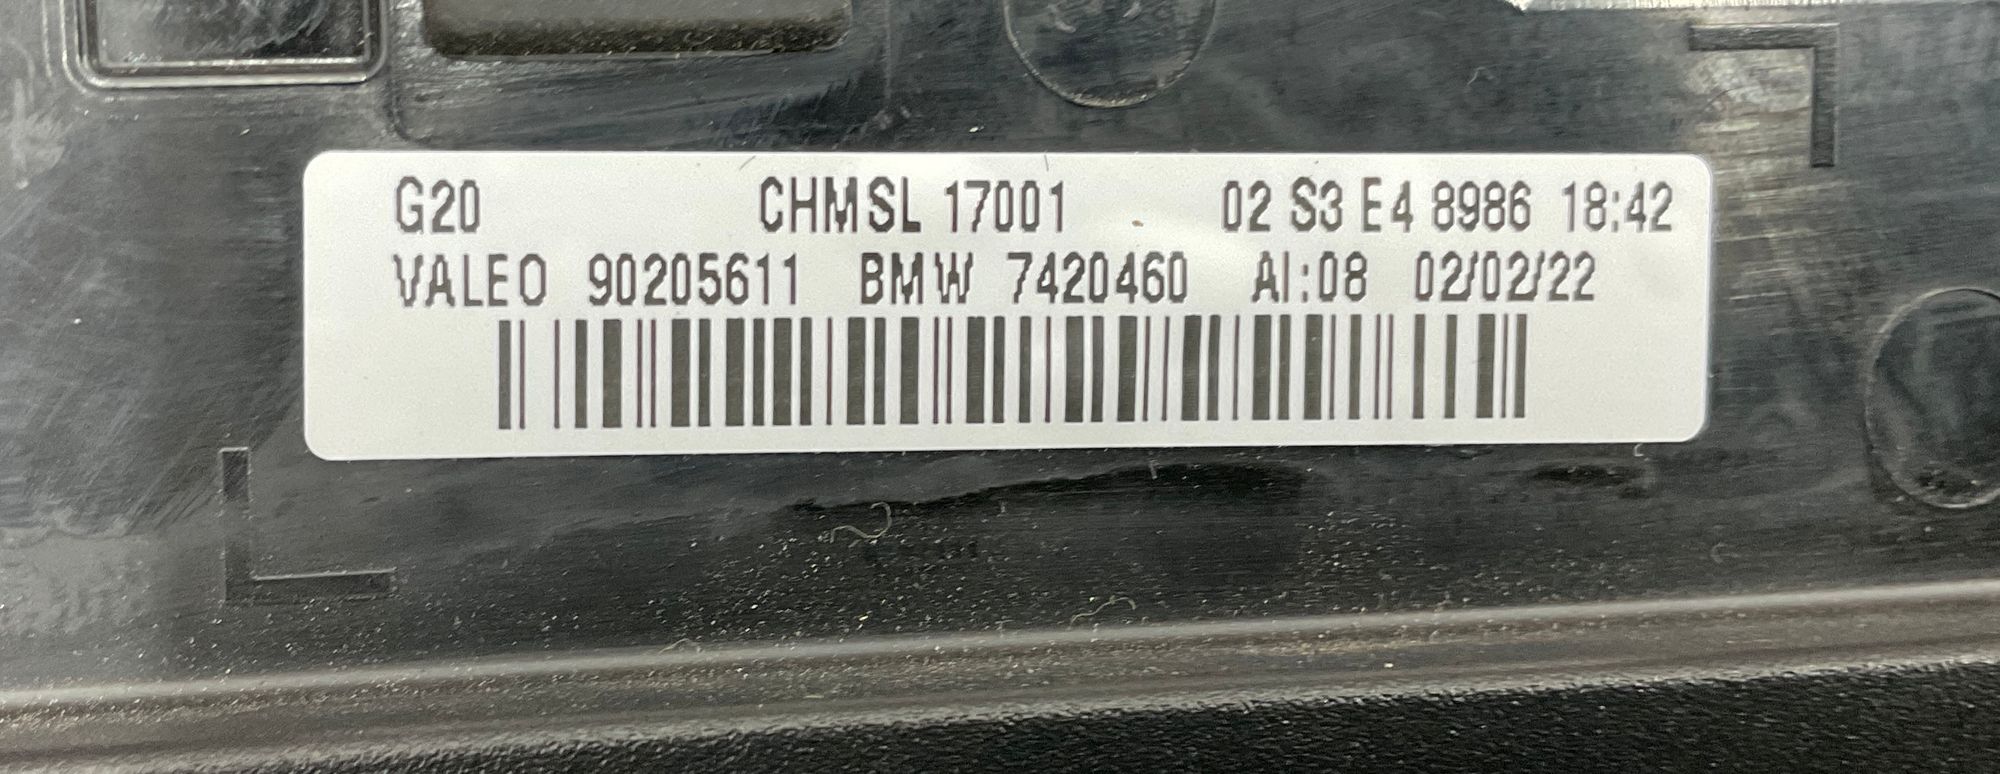 G20 CHMSL 17001 02 S3 E4 8986 18:42
VALEO 90205611 BMW 7420460 AI:08 02/02/22